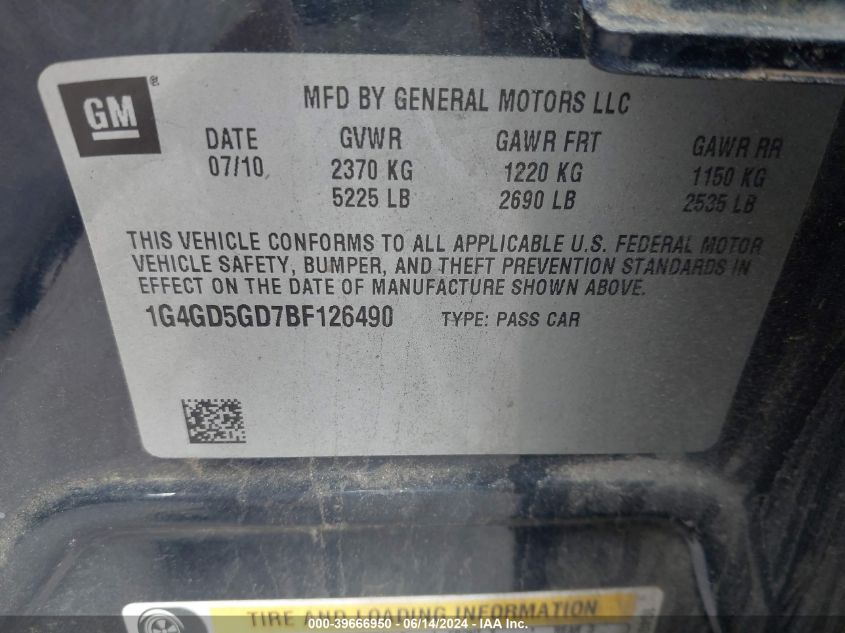 GM ®
MFD BY GENERAL MOTORS LLC
DATE GVWR GAWR FRT GAWR RR
07/10 2370 KG 1220 KG 1150 KG
5225 LB 2690 LB 2535 LB
THIS VEHICLE CONFORMS TO ALL APPLICABLE U.S. FEDERAL MOTOR
VEHICLE SAFETY, BUMPER, AND THEFT PREVENTION STANDARDS IN
EFFECT ON THE DATE OF MANUFACTURE SHOWN ABOVE.
1G4GD5GD7BF126490 TYPE: PASS CAR
TIRE AND LOADING INFORMATION
000-39666950 - 06/14/2024 - IAA Inc.